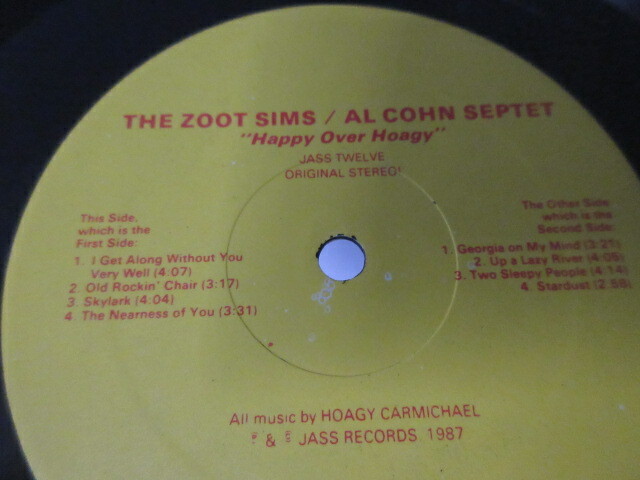 THE ZOOT SIMS / AL COHN SEPTET
"Happy Over Hoagy"
JASS TWELVE
ORIGINAL STEREO!
This Side,
which is the
First Side:
1. I Get Along Without You
Very Well (4:07)
2. Old Rockin' Chair (3:17)
3 Skylark (4:04)
4 The Nearness of You (3:31)
The Other Side
which is the
Second Side:
1. Georgia on My Mind (3:21)
2. Up a Lazy River (4:05)
3. Two Sleepy People (4:14)
4. Stardust (2:58)
All music by HOAGY CARMICHAEL
℗ & © JASS RECORDS 1987